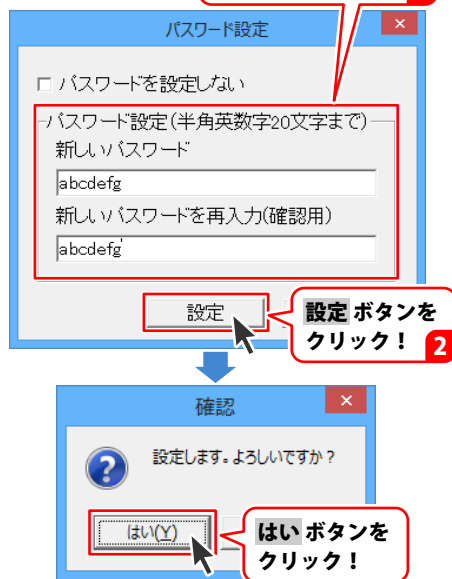 パスワード設定
×
パスワードを設定しない
パスワード設定(半角英数字20文字まで)
新しいパスワード
abcdefg
新しいパスワードを再入力(確認用)
abcdefg
設定
設定 ボタンを
クリック！
2
確認
×
?
設定します。よろしいですか？
はい(Y)
はい ボタンを
クリック！